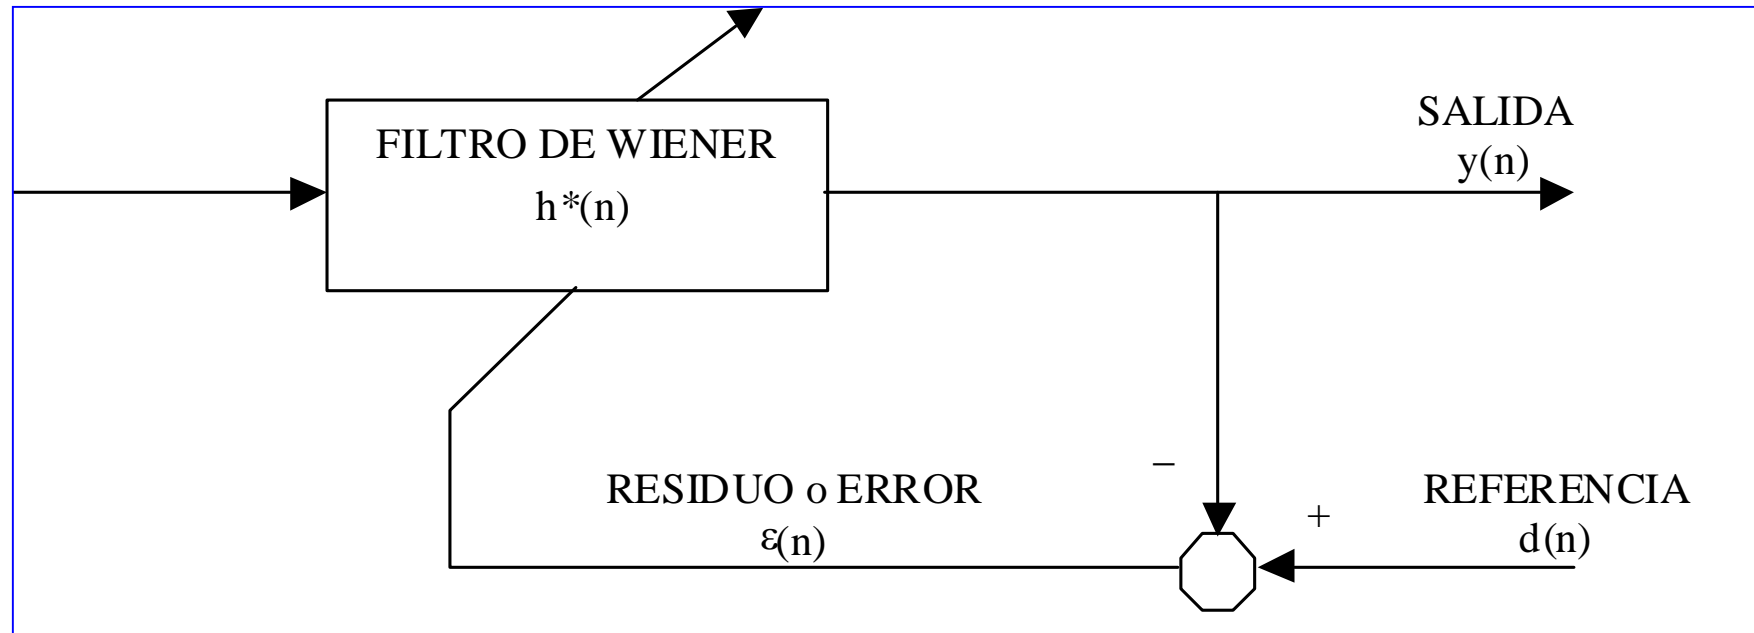 SALIDA
y(n)
FILTRO DE WIENER
h*(n)
–
RESIDUO o ERROR
ε(n)
+
REFERENCIA
d(n)